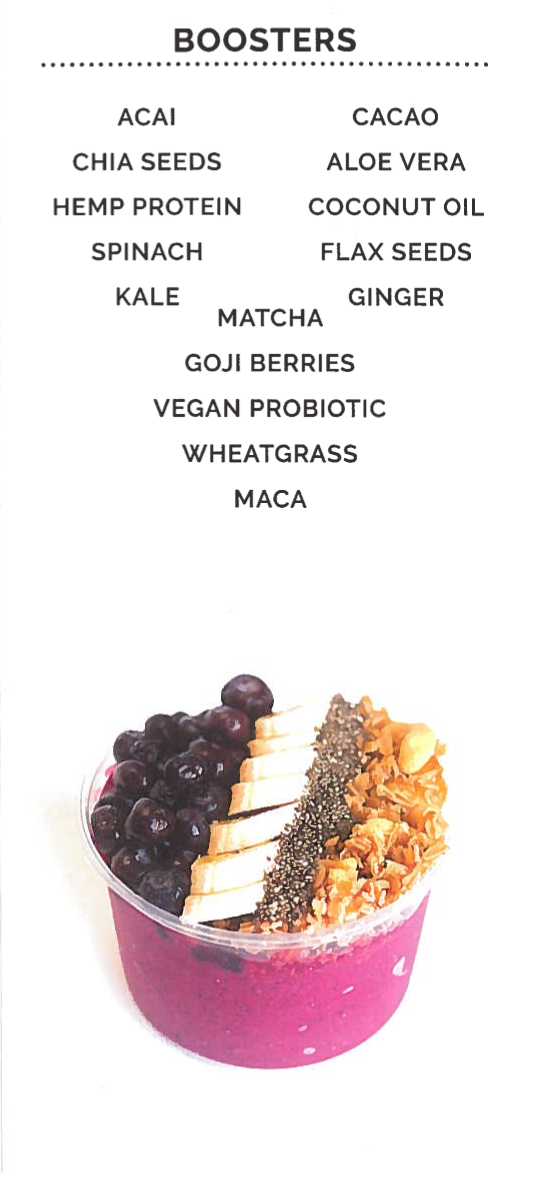 BOOSTERS
ACAI
CHIA SEEDS
HEMP PROTEIN
SPINACH
KALE
CACAO
ALOE VERA
COCONUT OIL
FLAX SEEDS
GINGER
MATCHA
GOJI BERRIES
VEGAN PROBIOTIC
WHEATGRASS
MACA